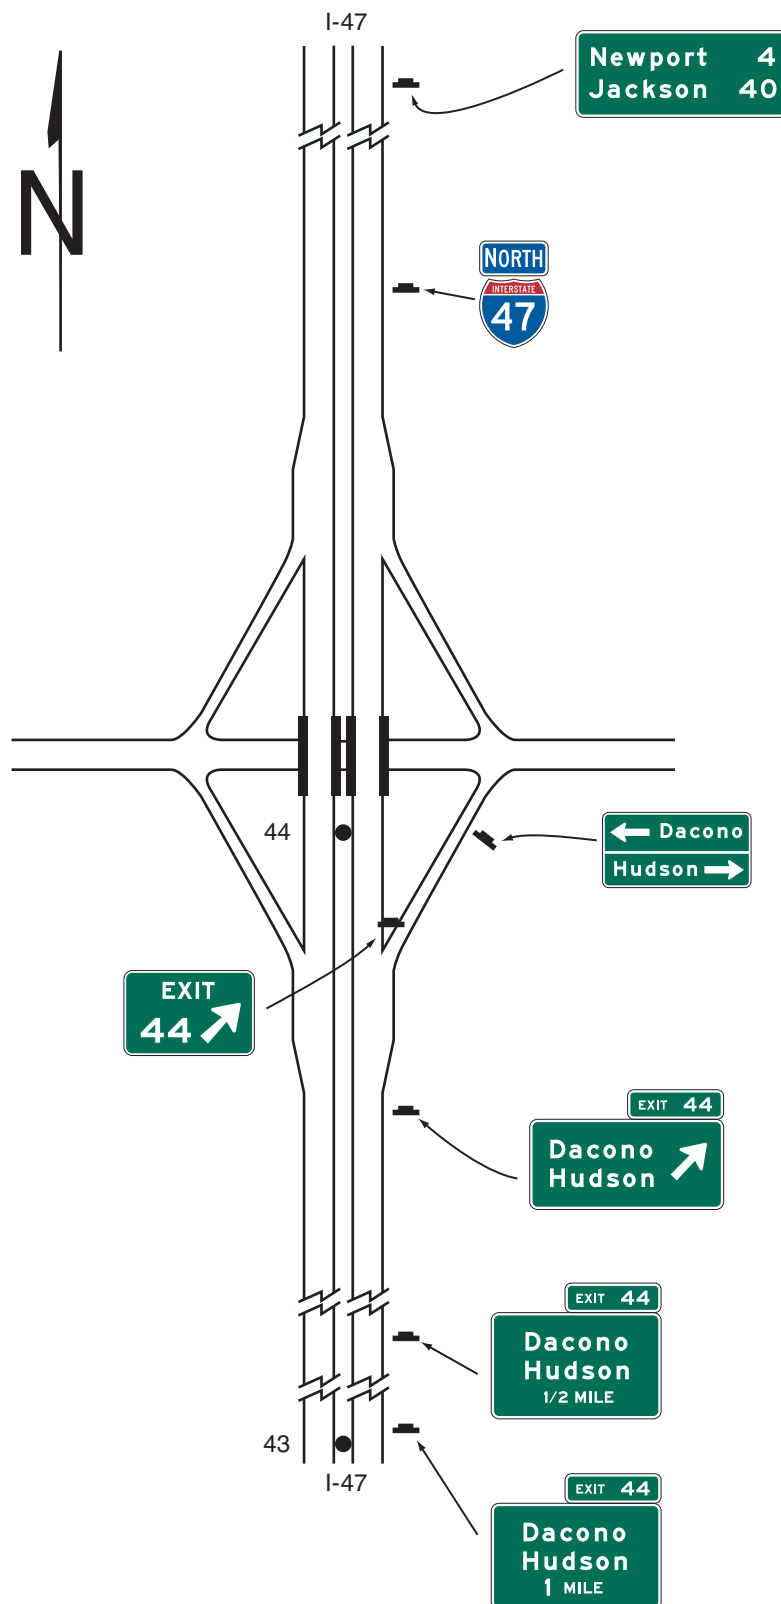 I-47
Newport 4
Jackson 40
N
NORTH
INTERSTATE
47
44
Dacono
Hudson
EXIT
44
EXIT 44
Dacono
Hudson
EXIT 44
Dacono
Hudson
1/2 MILE
43
I-47
EXIT 44
Dacono
Hudson
1 MILE